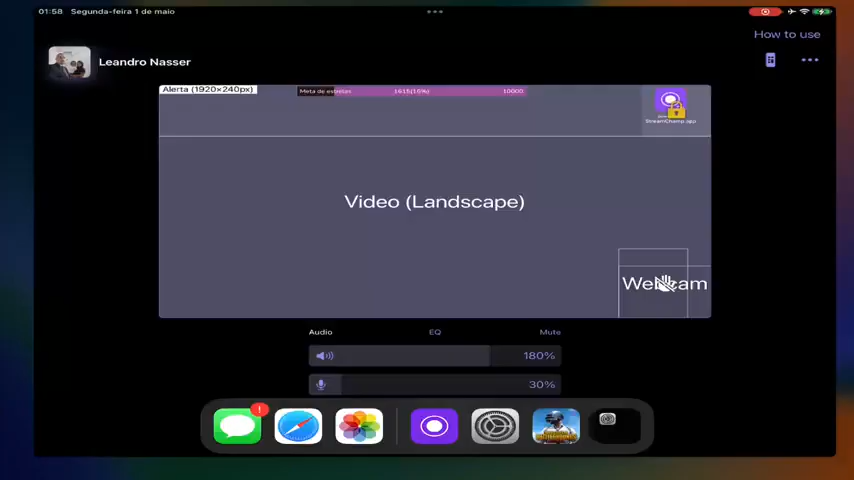 01:58 Segunda-feira 1 de maio
How to use
Leandro Nasser
Alerta (1920×240px)
Meta de estrelas 1615(16%) 10000
StreamChamp.app
Video (Landscape)
Webcam
Audio EQ Mute
180%
30%
!